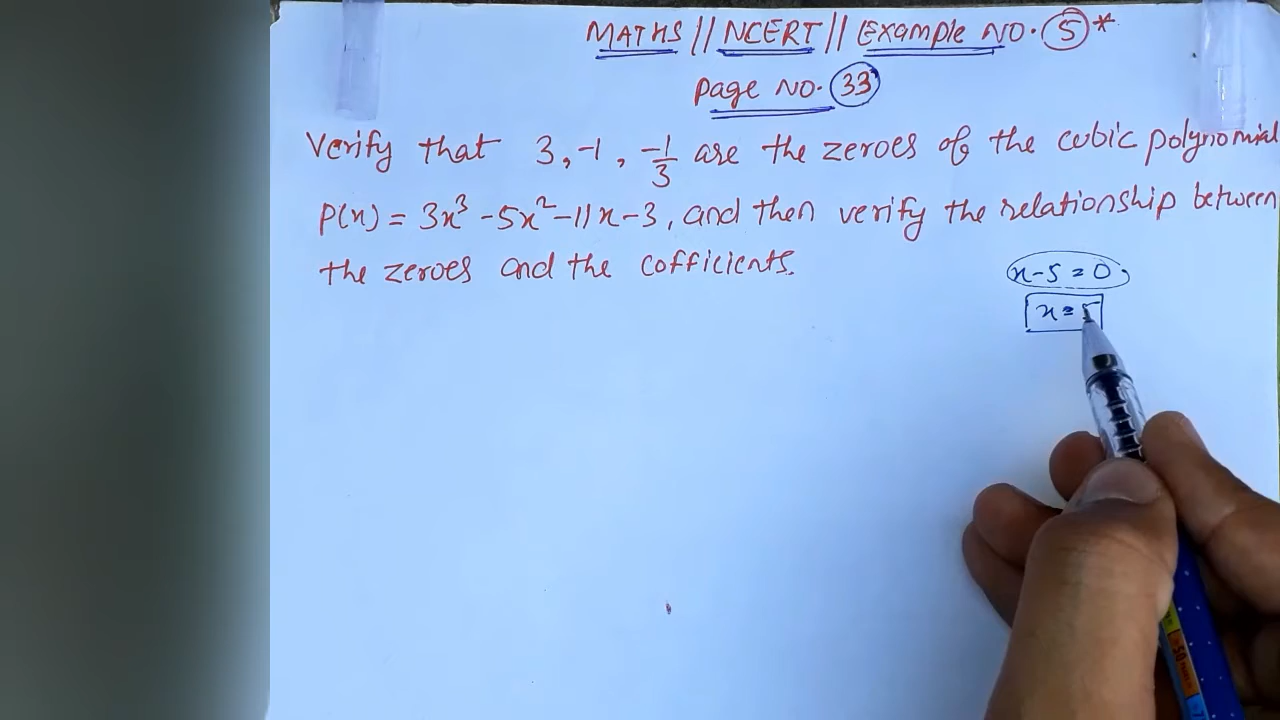 MATHS // NCERT // Example NO. 5 *
Page NO. 33
Verify that 3, -1, -1/3 are the zeroes of the cubic polynomial
P(x) = 3x³ - 5x² - 11x - 3, and then verify the relationship between
the zeroes and the cofficients.
x - 5 = 0
x = 5